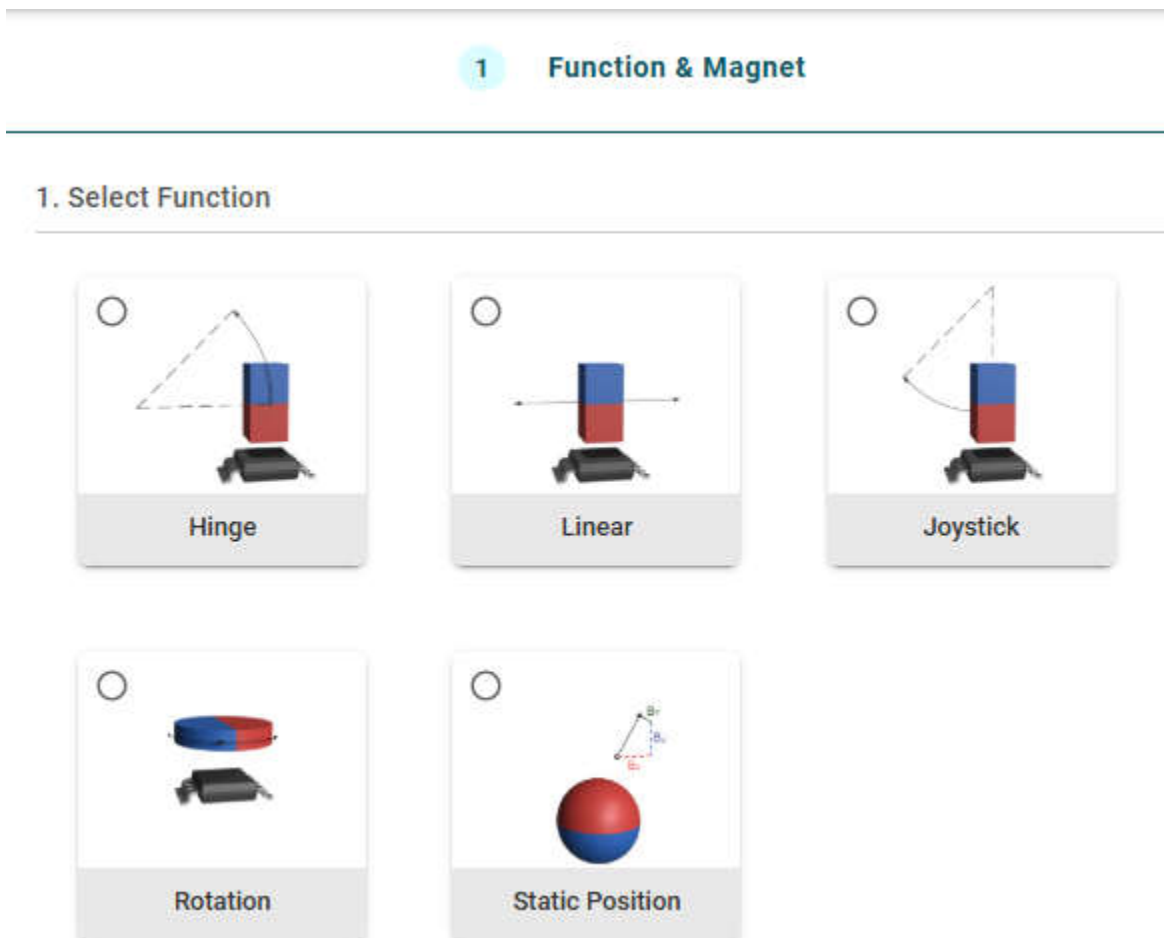 1 Function & Magnet
1. Select Function
Hinge
Linear
Joystick
Rotation
Static Position